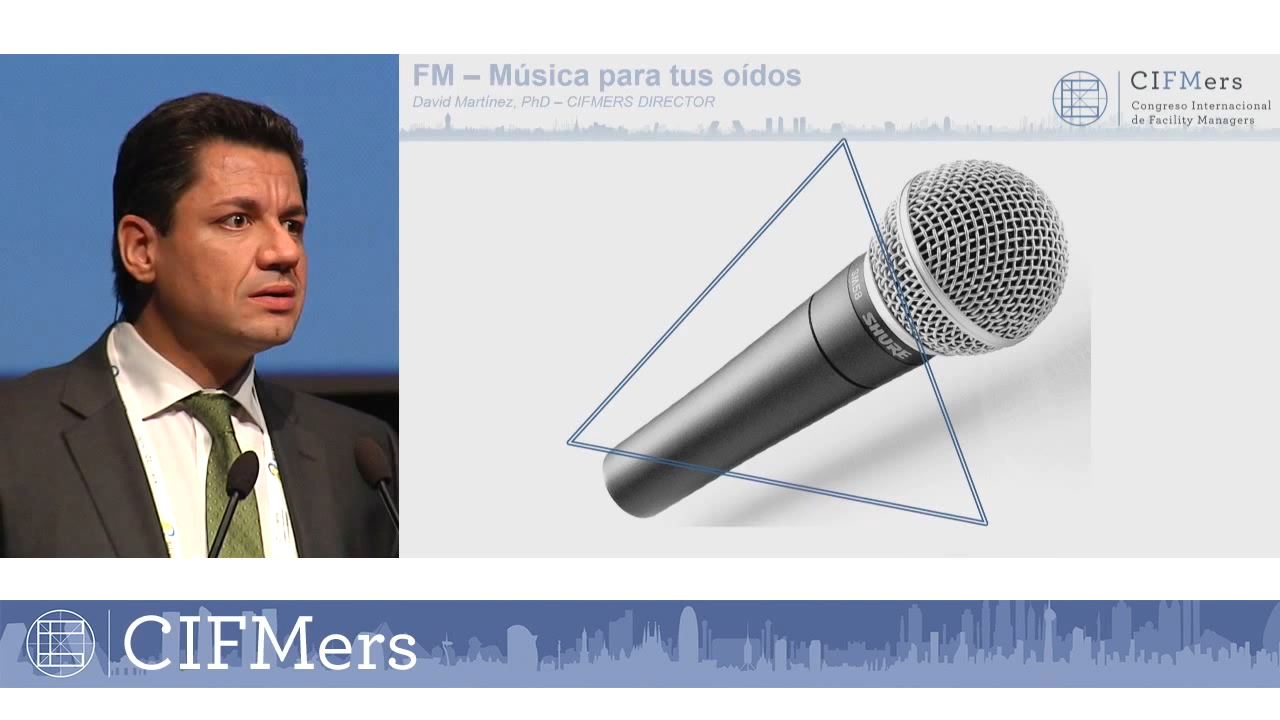 FM – Música para tus oídos
David Martínez, PhD – CIFMERS DIRECTOR
CIFMers
Congreso Internacional
de Facility Managers
SM58
SHURE
CIFMers